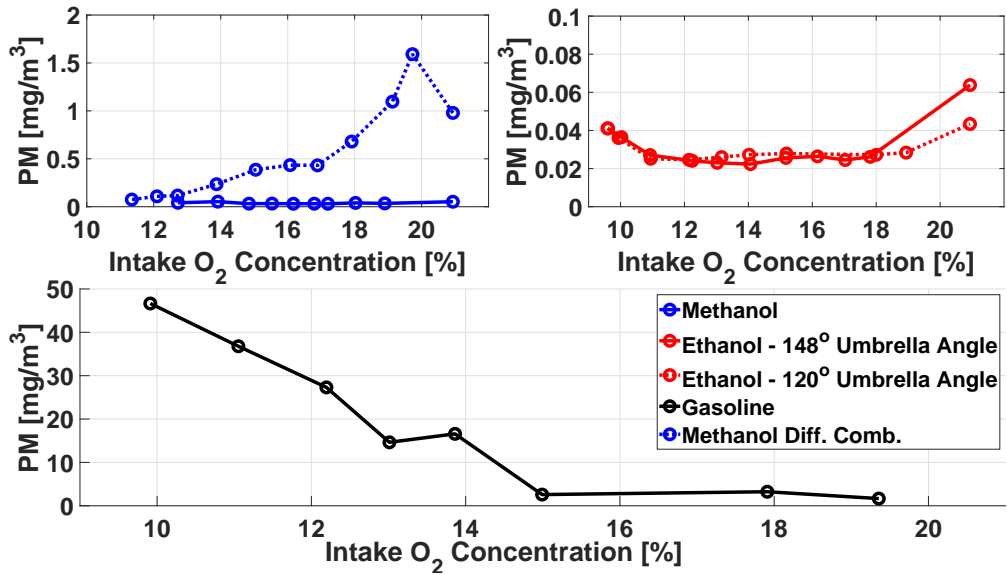 2
1.5
1
0.5
0
PM [mg/m³]
10 12 14 16 18 20
Intake O₂ Concentration [%]
0.1
0.08
0.06
0.04
0.02
0
PM [mg/m³]
10 12 14 16 18 20
Intake O₂ Concentration [%]
50
40
30
20
10
0
PM [mg/m³]
10 12 14 16 18 20
Intake O₂ Concentration [%]
Methanol
Ethanol - 148° Umbrella Angle
Ethanol - 120° Umbrella Angle
Gasoline
Methanol Diff. Comb.